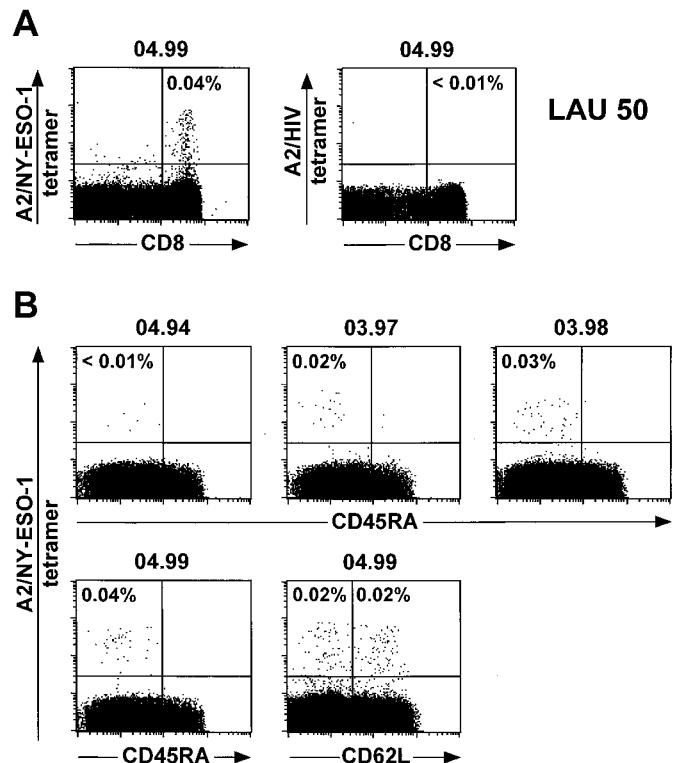 A
04.99
04.99
0.04%
< 0.01%
LAU 50
A2/NY-ESO-1
tetramer
A2/HIV
tetramer
CD8
CD8
B
04.94
03.97
03.98
< 0.01%
0.02%
0.03%
CD45RA
A2/NY-ESO-1
tetramer
04.99
04.99
0.04%
0.02%
0.02%
CD45RA
CD62L